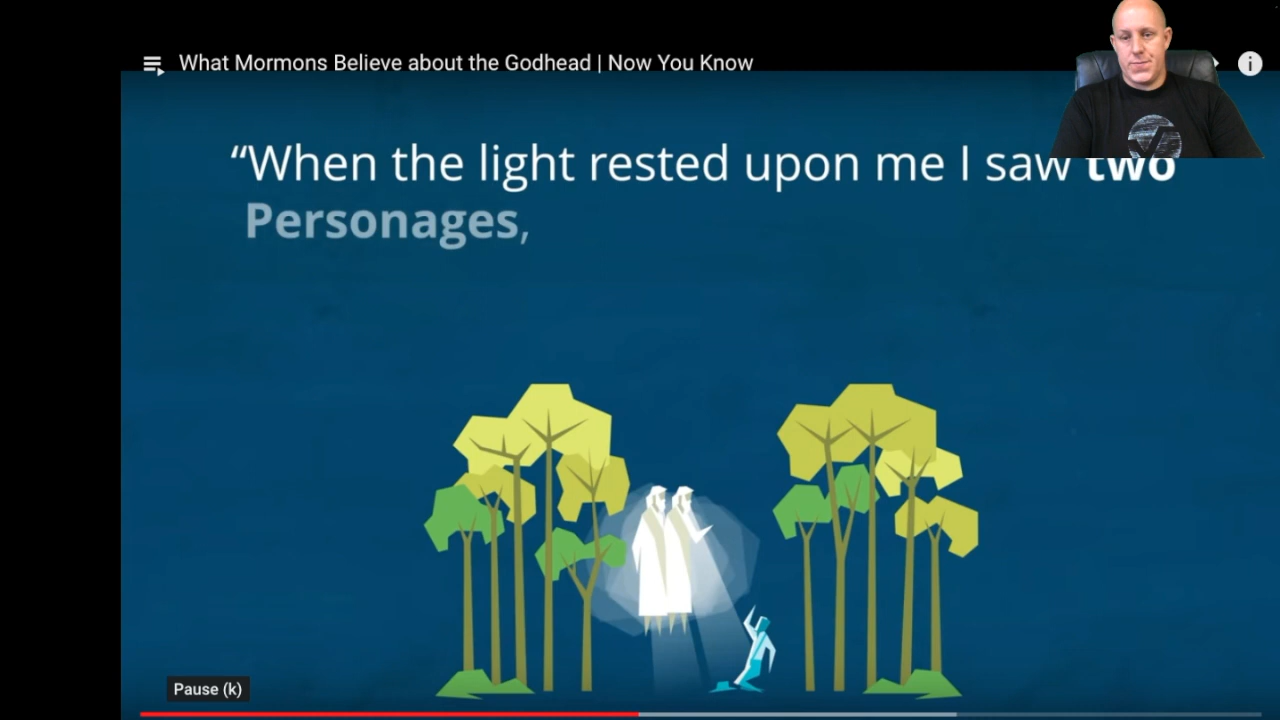 What Mormons Believe about the Godhead | Now You Know
“When the light rested upon me I saw two
Personages,
Pause (k)